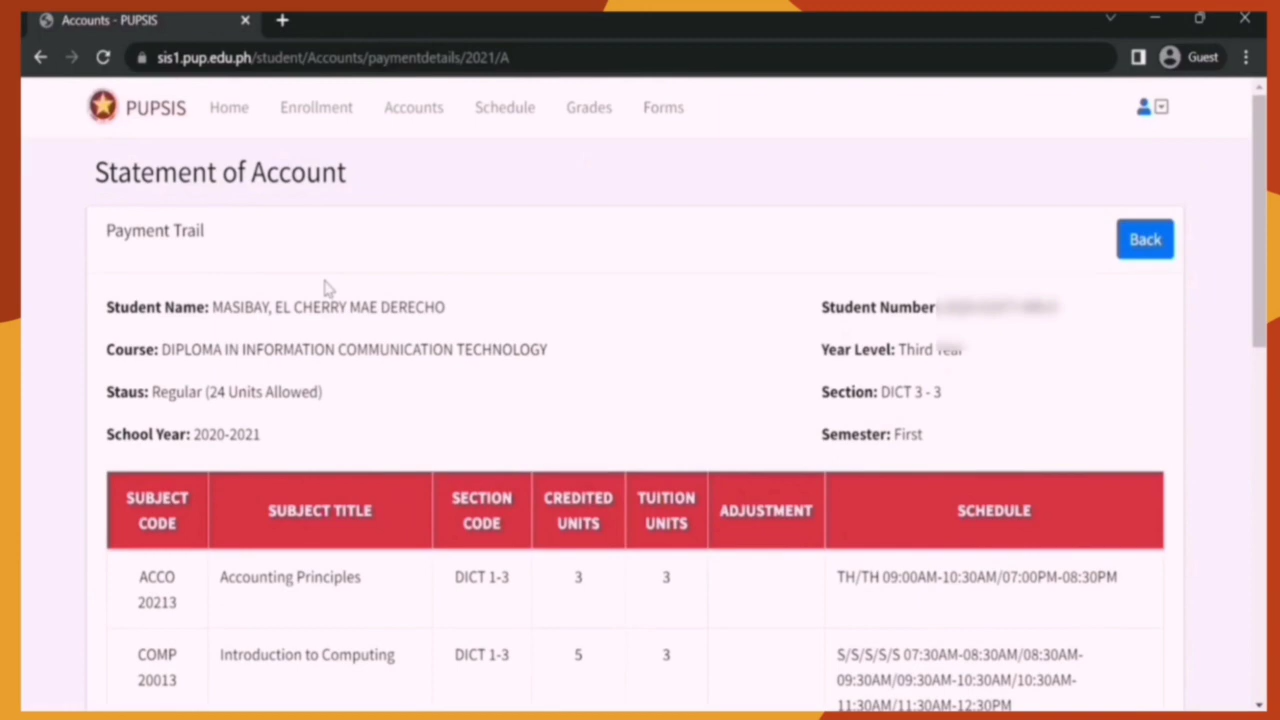 Accounts - PUPSIS
sis1.pup.edu.ph/student/Accounts/paymentdetails/2021/A
Guest
PUPSIS Home Enrollment Accounts Schedule Grades Forms
Statement of Account
Payment Trail
Back
Student Name: MASIBAY, EL CHERRY MAE DERECHO
Student Number
Course: DIPLOMA IN INFORMATION COMMUNICATION TECHNOLOGY
Year Level: Third
Staus: Regular (24 Units Allowed)
Section: DICT 3 - 3
School Year: 2020-2021
Semester: First
SUBJECT CODE
SUBJECT TITLE
SECTION CODE
CREDITED UNITS
TUITION UNITS
ADJUSTMENT
SCHEDULE
ACCO 20213
Accounting Principles
DICT 1-3
3
3
TH/TH 09:00AM-10:30AM/07:00PM-08:30PM
COMP 20013
Introduction to Computing
DICT 1-3
5
3
S/S/S/S/S 07:30AM-08:30AM/08:30AM-
09:30AM/09:30AM-10:30AM/10:30AM-
11:30AM/11:30AM-12:30PM